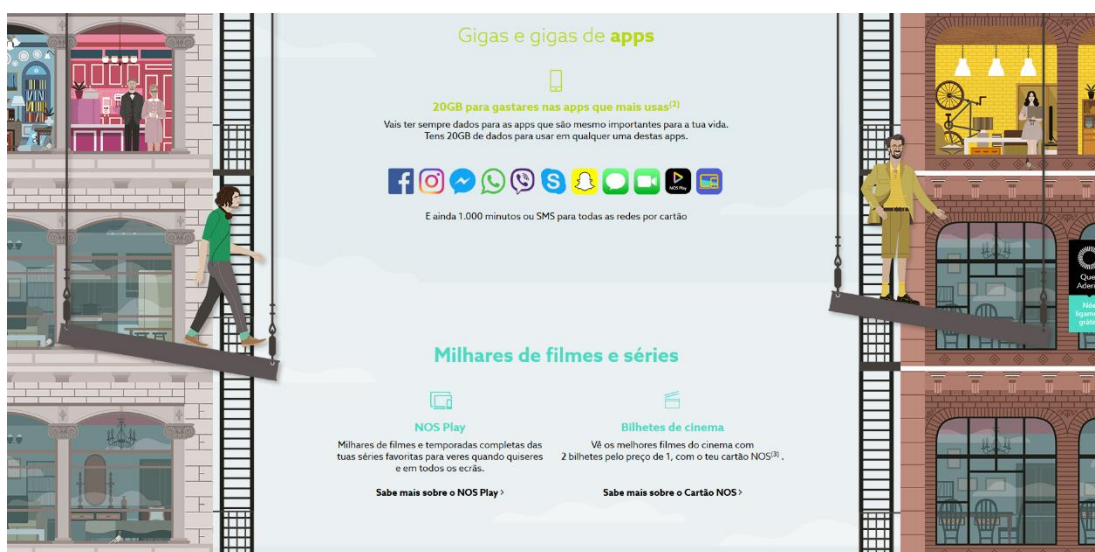 Gigas e gigas de apps
20GB para gastares nas apps que mais usas(2)
Vais ter sempre dados para as apps que são mesmo importantes para a tua vida.
Tens 20GB de dados para usar em qualquer uma destas apps.
NOS Play
E ainda 1.000 minutos ou SMS para todas as redes por cartão
Milhares de filmes e séries
NOS Play
Milhares de filmes e temporadas completas das
tuas séries favoritas para veres quando quiseres
e em todos os ecrãs.
Sabe mais sobre o NOS Play >
Bilhetes de cinema
Vê os melhores filmes do cinema com
2 bilhetes pelo preço de 1, com o teu cartão NOS(3) .
Sabe mais sobre o Cartão NOS >